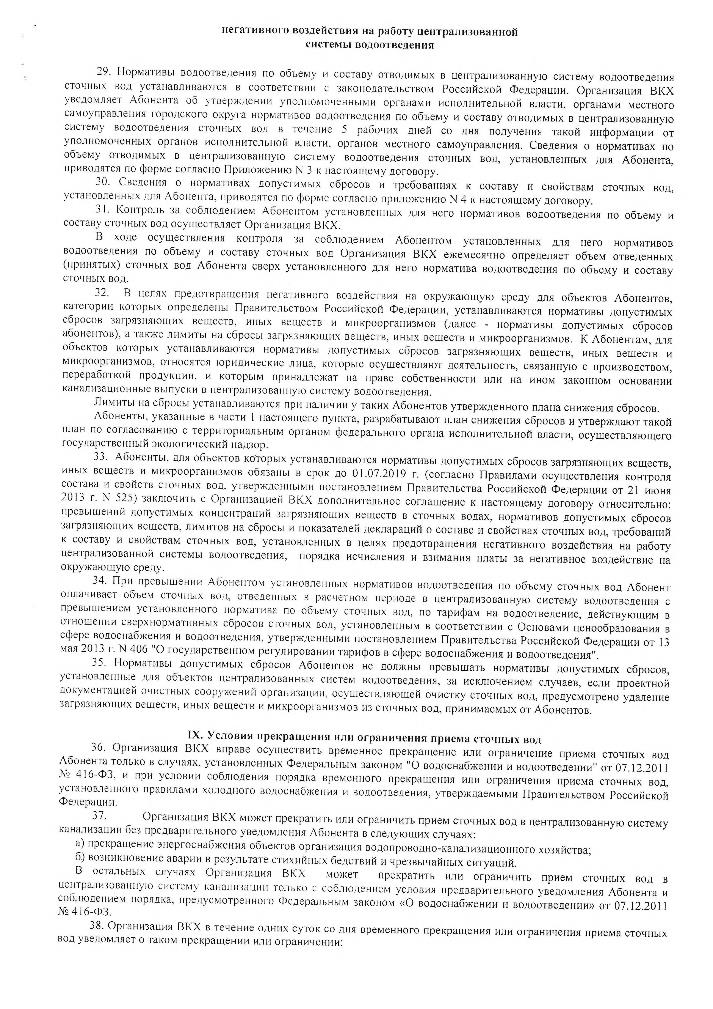 негативного воздействия на работу централизованной
системы водоотведения
29. Нормативы водоотведения по объему и составу отводимых в централизованную систему водоотведения
сточных вод устанавливаются в соответствии с законодательством Российской Федерации. Организация ВКХ
уведомляет Абонента об утверждении уполномоченными органами исполнительной власти, органами местного
самоуправления городского округа нормативов водоотведения по объему и составу отводимых в централизованную
систему водоотведения сточных вод в течение 5 рабочих дней со дня получения такой информации от
уполномоченных органов исполнительной власти, органов местного самоуправления. Сведения о нормативах по
объему отводимых в централизованную систему водоотведения сточных вод, установленных для Абонента,
приводятся по форме согласно Приложению N 3 к настоящему договору.
30. Сведения о нормативах допустимых сбросов и требованиях к составу и свойствам сточных вод,
установленных для Абонента, приводятся по форме согласно приложению N 4 к настоящему договору.
31. Контроль за соблюдением Абонентом установленных для него нормативов водоотведения по объему и
составу сточных вод осуществляет Организация ВКХ.
В ходе осуществления контроля за соблюдением Абонентом установленных для него нормативов
водоотведения по объему и составу сточных вод Организация ВКХ ежемесячно определяет объем отведенных
(принятых) сточных вод Абонента сверх установленного для него норматива водоотведения по объему и составу
сточных вод.
32. В целях предотвращения негативного воздействия на окружающую среду для объектов Абонентов,
категории которых определены Правительством Российской Федерации, устанавливаются нормативы допустимых
сбросов загрязняющих веществ, иных веществ и микроорганизмов (далее - нормативы допустимых сбросов
абонентов), а также лимиты на сбросы загрязняющих веществ, иных веществ и микроорганизмов. К Абонентам, для
объектов которых устанавливаются нормативы допустимых сбросов загрязняющих веществ, иных веществ и
микроорганизмов, относятся юридические лица, которые осуществляют деятельность, связанную с производством,
переработкой продукции, и которым принадлежат на праве собственности или на ином законном основании
канализационные выпуски в централизованную систему водоотведения.
Лимиты на сбросы устанавливаются при наличии у таких Абонентов утвержденного плана снижения сбросов.
Абоненты, указанные в части 1 настоящего пункта, разрабатывают план снижения сбросов и утверждают такой
план по согласованию с территориальным органом федерального органа исполнительной власти, осуществляющего
государственный экологический надзор.
33. Абоненты, для объектов которых устанавливаются нормативы допустимых сбросов загрязняющих веществ,
иных веществ и микроорганизмов обязаны в срок до 01.07.2019 г. (согласно Правилами осуществления контроля
состава и свойств сточных вод, утвержденными постановлением Правительства Российской Федерации от 21 июня
2013 г. N 525) заключить с Организацией ВКХ дополнительное соглашение к настоящему договору относительно:
превышений допустимых концентраций загрязняющих веществ в сточных водах, нормативов допустимых сбросов
загрязняющих веществ, лимитов на сбросы и показателей деклараций о составе и свойствах сточных вод, требований
к составу и свойствам сточных вод, установленных в целях предотвращения негативного воздействия на работу
централизованной системы водоотведения, порядка исчисления и взимания платы за негативное воздействие на
окружающую среду.
34. При превышении Абонентом установленных нормативов водоотведения по объему сточных вод Абонент
оплачивает объем сточных вод, отведенных в расчетном периоде в централизованную систему водоотведения с
превышением установленного норматива по объему сточных вод, по тарифам на водоотведение, действующим в
отношении сверхнормативных сбросов сточных вод, установленным в соответствии с Основами ценообразования в
сфере водоснабжения и водоотведения, утвержденными постановлением Правительства Российской Федерации от 13
мая 2013 г. N 406 "О государственном регулировании тарифов в сфере водоснабжения и водоотведения".
35. Нормативы допустимых сбросов Абонентов не должны превышать нормативы допустимых сбросов,
установленные для объектов централизованных систем водоотведения, за исключением случаев, если проектной
документацией очистных сооружений организации, осуществляющей очистку сточных вод, предусмотрено удаление
загрязняющих веществ, иных веществ и микроорганизмов из сточных вод, принимаемых от Абонентов.
IX. Условия прекращения или ограничения приема сточных вод
36. Организация ВКХ вправе осуществить временное прекращение или ограничение приема сточных вод
Абонента только в случаях, установленных Федеральным законом "О водоснабжении и водоотведении" от 07.12.2011
№ 416-ФЗ, и при условии соблюдения порядка временного прекращения или ограничения приема сточных вод,
установленного правилами холодного водоснабжения и водоотведения, утверждаемыми Правительством Российской
Федерации.
37. Организация ВКХ может прекратить или ограничить прием сточных вод в централизованную систему
канализации без предварительного уведомления Абонента в следующих случаях:
а) прекращение энергоснабжения объектов организация водопроводно-канализационного хозяйства;
б) возникновение аварии в результате стихийных бедствий и чрезвычайных ситуаций.
В остальных случаях Организация ВКХ может прекратить или ограничить прием сточных вод в
централизованную систему канализации только с соблюдением условия предварительного уведомления Абонента и
соблюдением порядка, предусмотренного Федеральным законом «О водоснабжении и водоотведении» от 07.12.2011
№ 416-ФЗ.
38. Организация ВКХ в течение одних суток со дня временного прекращения или ограничения приема сточных
вод уведомляет о таком прекращении или ограничении: